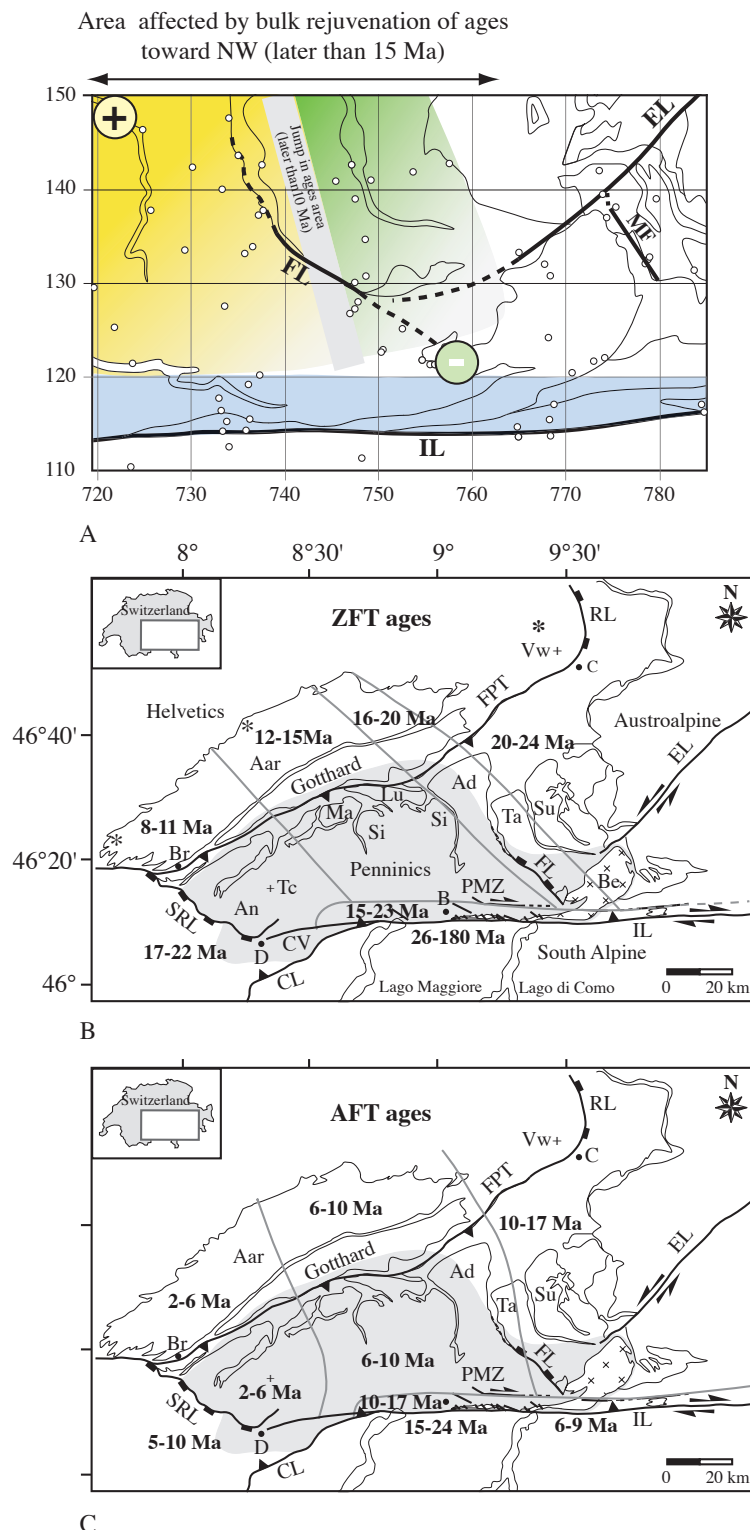 Area affected by bulk rejuvenation of ages
toward NW (later than 15 Ma)
150
140
130
120
110
720
730
740
750
760
770
780
+
Jump in ages area
(later than10 Ma)
FL
EL
MF
-
IL
A
8°
8°30'
9°
9°30'
Switzerland
ZFT ages
N
*
RL
Vw+
C
FPT
Helvetics
16-20 Ma
Austroalpine
46°40'
*
12-15Ma
20-24 Ma
EL
Aar
Gotthard
Ad
Lu
Ta
Su
Ma
Si
Si
8-11 Ma
*
Br
46°20'
Penninics
FL
+Tc
PMZ
Be
An
B
15-23 Ma
SRL
CV
26-180 Ma
IL
17-22 Ma
D
South Alpine
CL
46°
Lago Maggiore
Lago di Como
0
20 km
B
Switzerland
AFT ages
N
RL
Vw+
C
FPT
6-10 Ma
10-17 Ma
EL
Aar
Gotthard
Ad
2-6 Ma
Ta
Su
Br
FL
6-10 Ma
+
PMZ
2-6 Ma
10-17 Ma
SRL
15-24 Ma
6-9 Ma
IL
5-10 Ma
D
CL
0
20 km
C